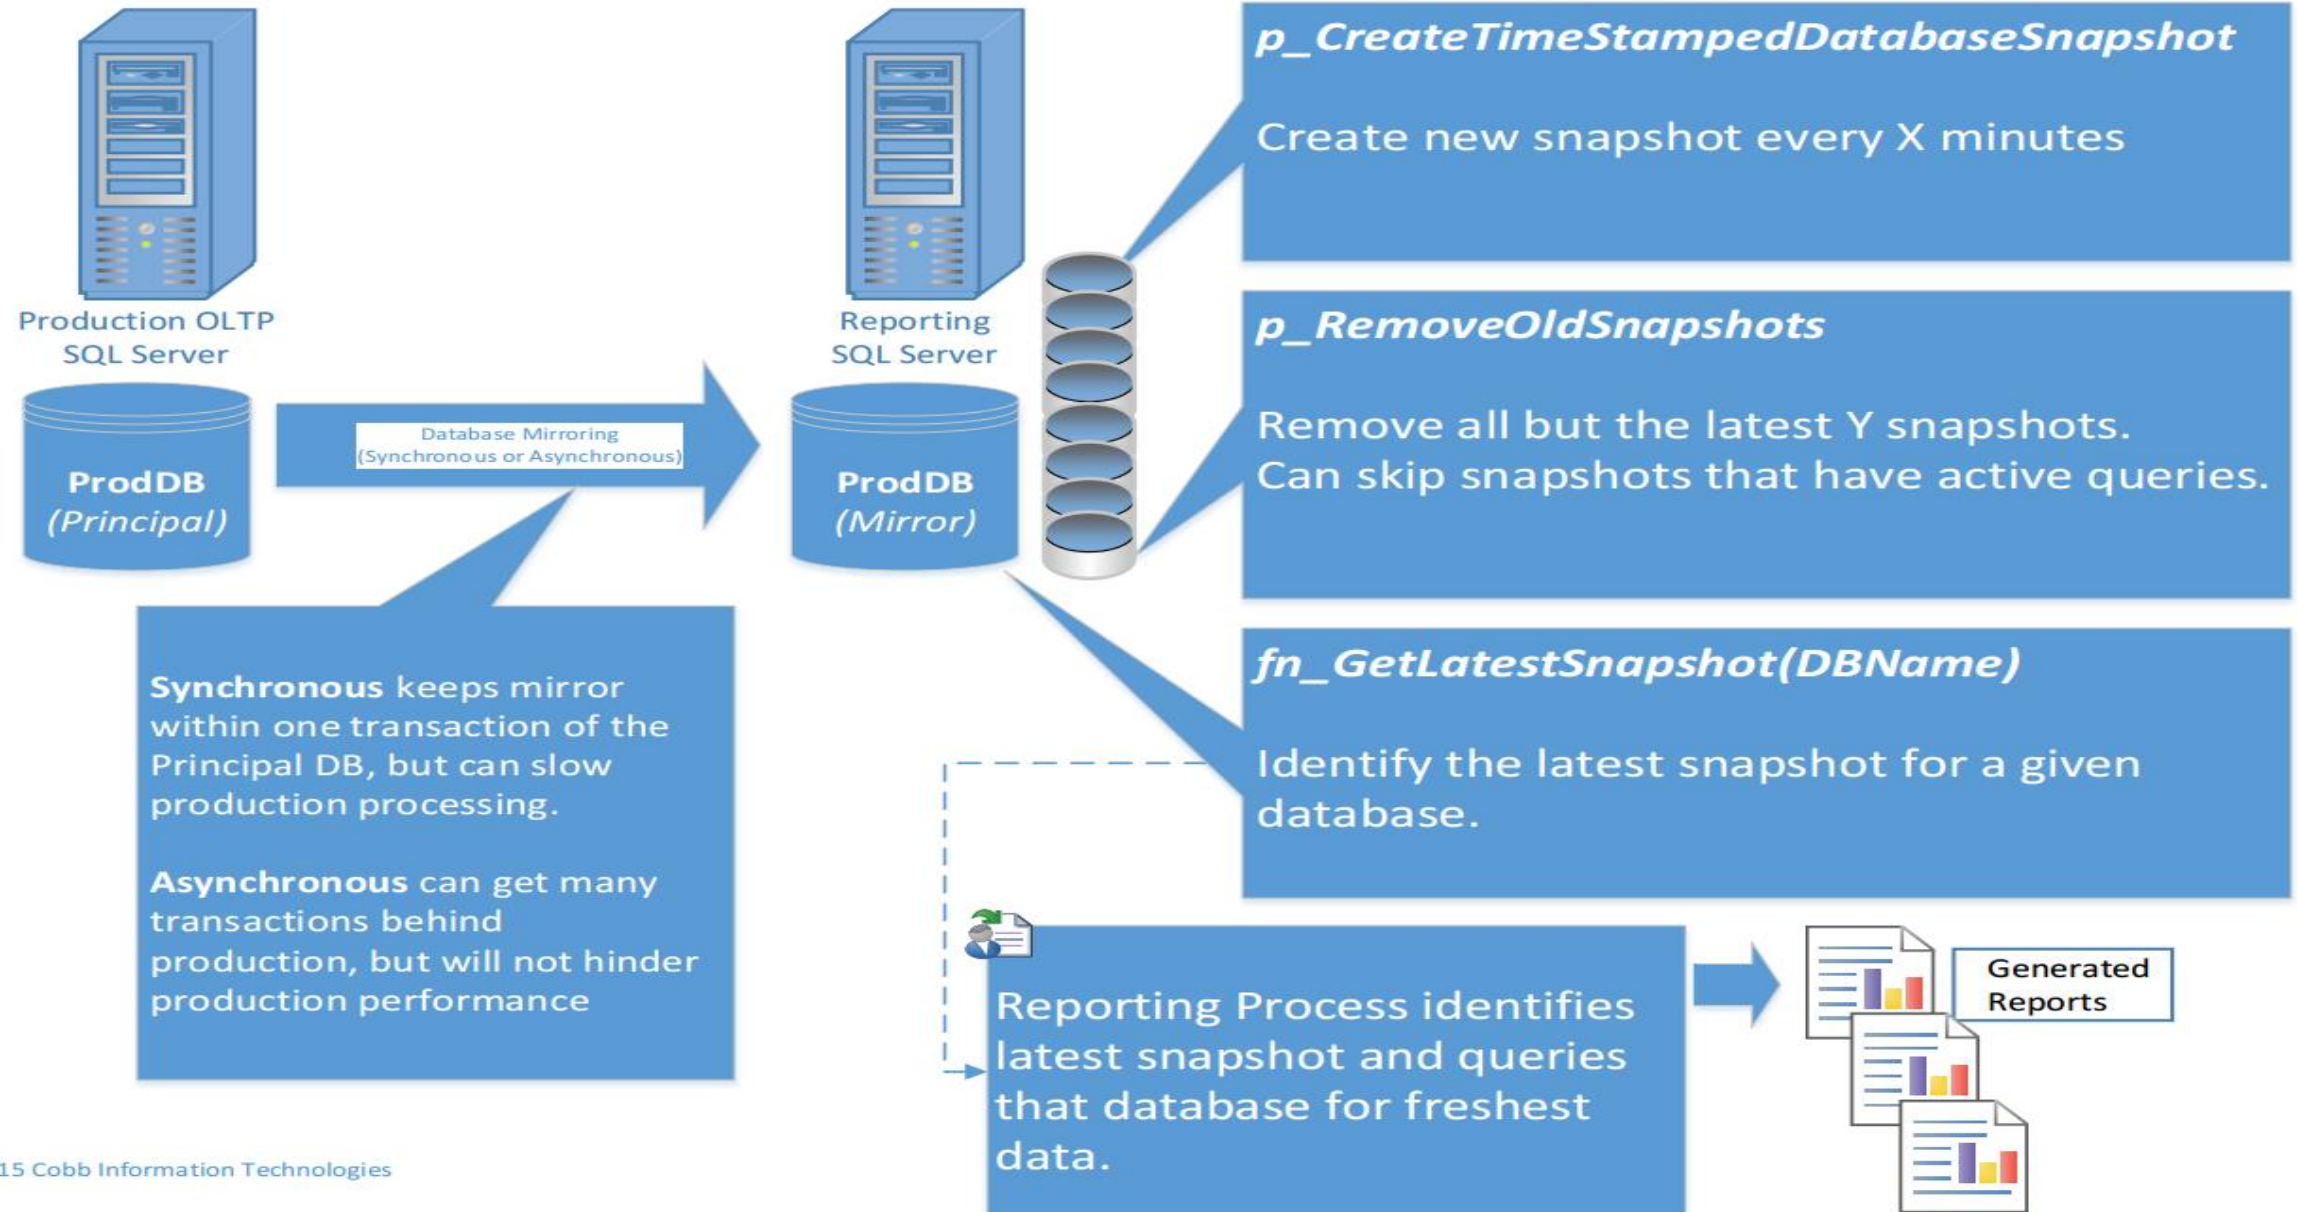 Production OLTP
SQL Server
ProdDB
(Principal)
Database Mirroring
(Synchronous or Asynchronous)
Reporting
SQL Server
ProdDB
(Mirror)
p_CreateTimeStampedDatabaseSnapshot
Create new snapshot every X minutes
p_RemoveOldSnapshots
Remove all but the latest Y snapshots.
Can skip snapshots that have active queries.
fn_GetLatestSnapshot(DBName)
Identify the latest snapshot for a given
database.
Synchronous keeps mirror
within one transaction of the
Principal DB, but can slow
production processing.
Asynchronous can get many
transactions behind
production, but will not hinder
production performance
Reporting Process identifies
latest snapshot and queries
that database for freshest
data.
Generated
Reports
15 Cobb Information Technologies